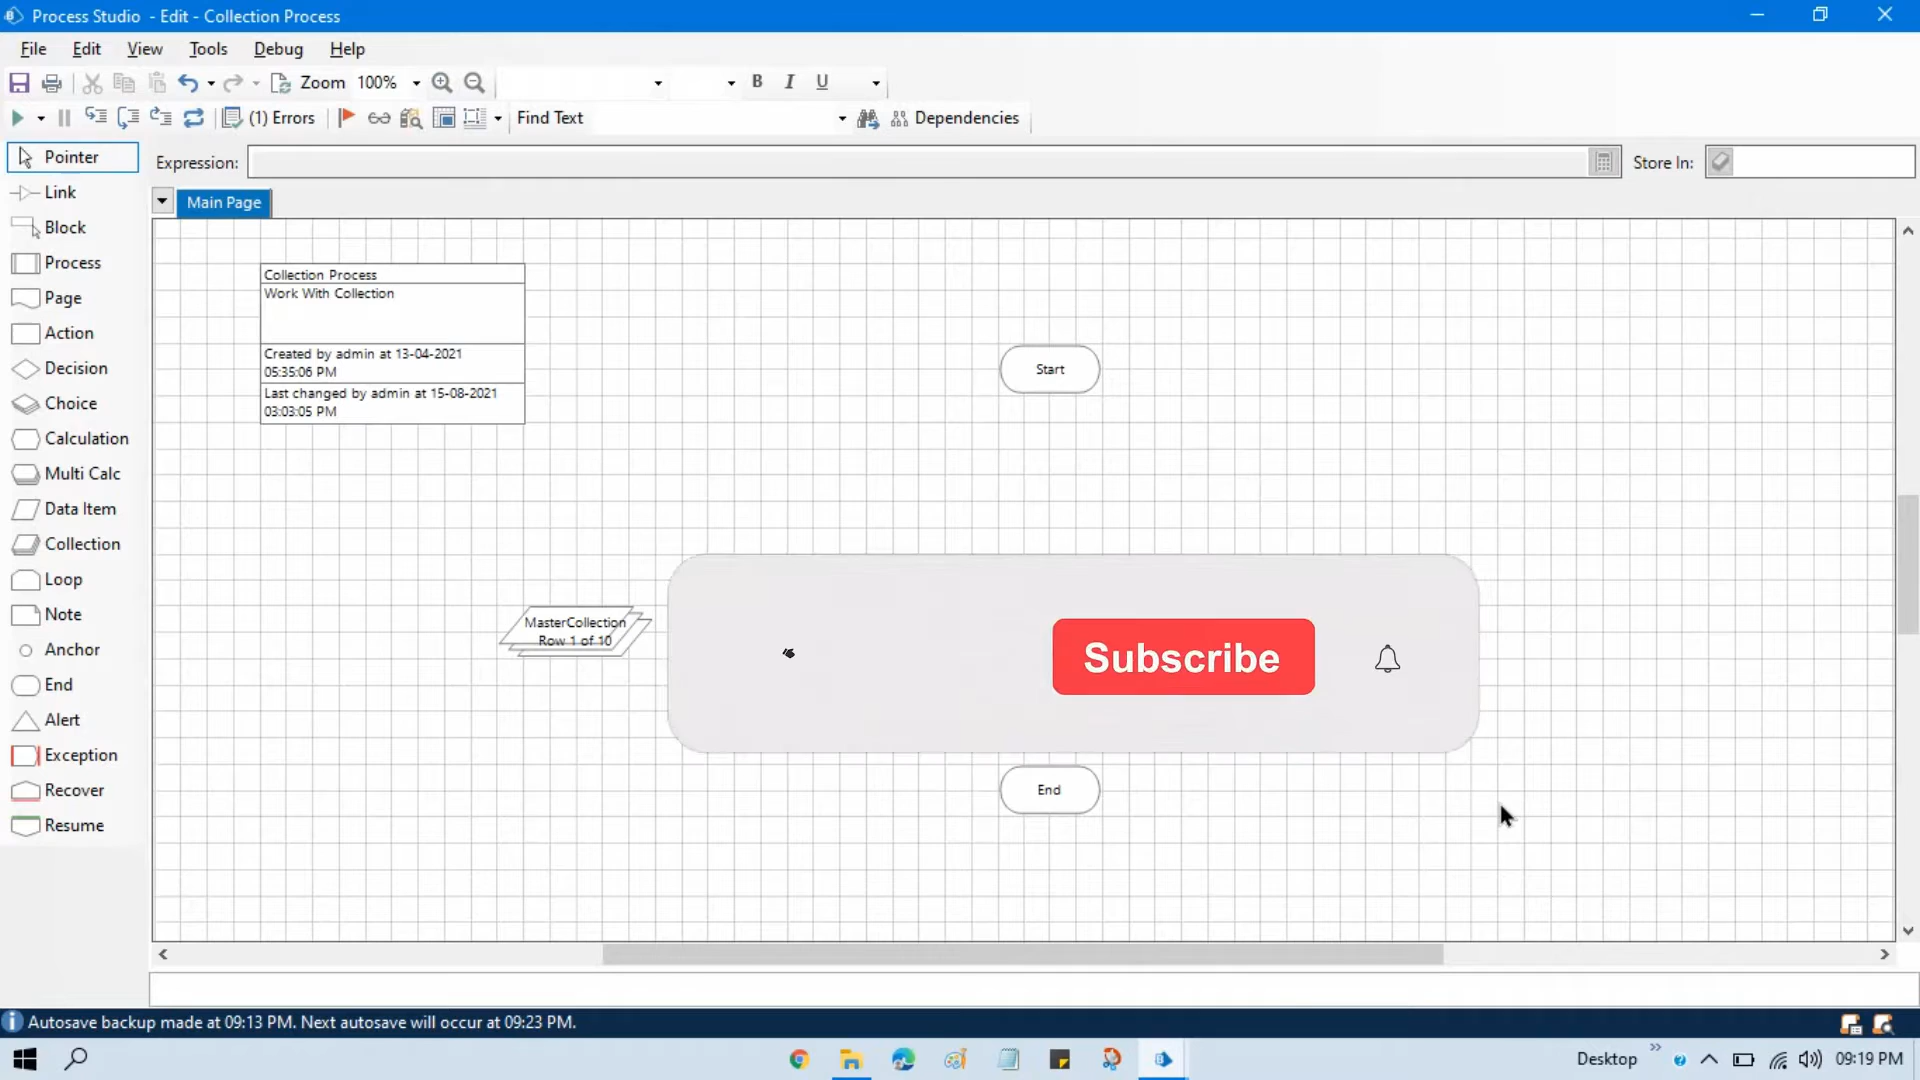 Process Studio - Edit - Collection Process
File Edit View Tools Debug Help
Zoom 100% B I U
(1) Errors Find Text Dependencies
Pointer
Expression: Store In:
Link
Main Page
Block
Process
Page
Action
Decision
Choice
Calculation
Multi Calc
Data Item
Collection
Loop
Note
Anchor
End
Alert
Exception
Recover
Resume
Collection Process
Work With Collection
Created by admin at 13-04-2021
05:35:06 PM
Last changed by admin at 15-08-2021
03:03:05 PM
Start
MasterCollection
Row 1 of 10
Subscribe
End
Autosave backup made at 09:13 PM. Next autosave will occur at 09:23 PM.
Desktop 09:19 PM